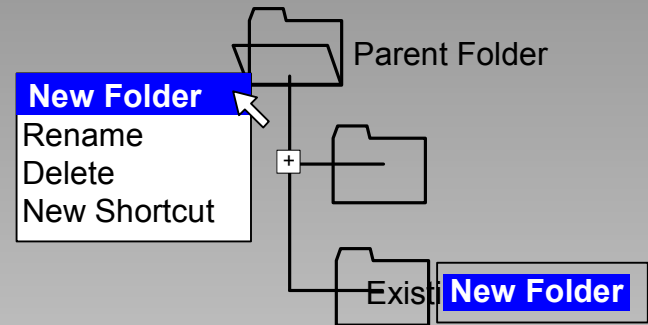 Parent Folder
New Folder
Rename
Delete
New Shortcut
+
Existi
New Folder